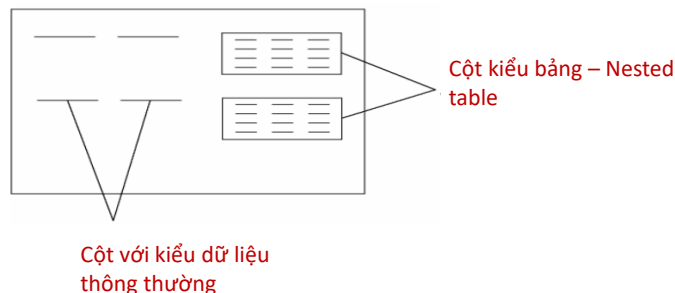 Cột kiểu bảng – Nested
table
Cột với kiểu dữ liệu
thông thường